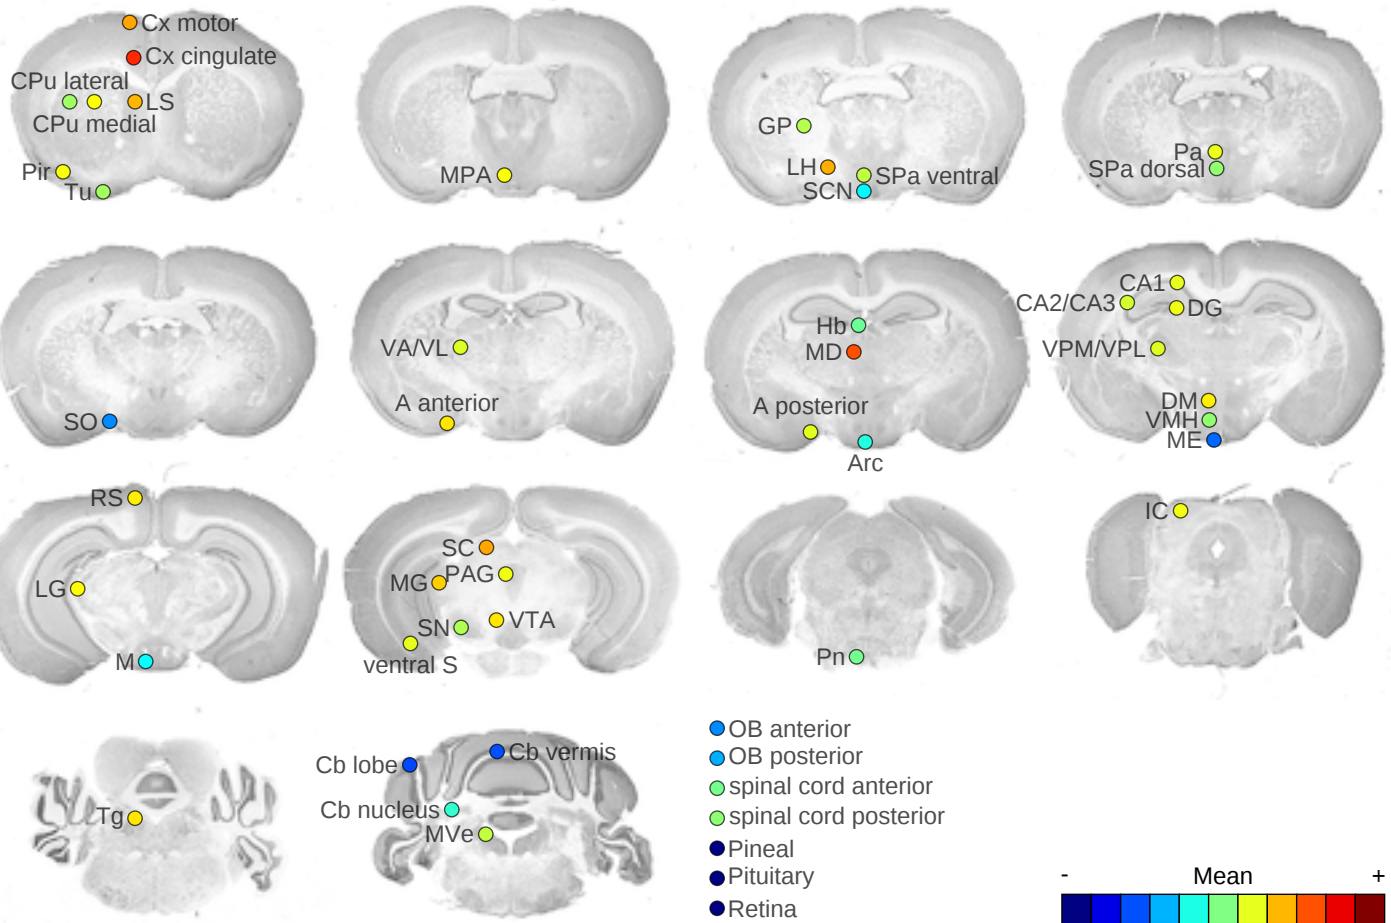 Cx motor
Cx cingulate
CPu lateral
LS
CPu medial
Pir
Tu
MPA
GP
LH
SPa ventral
SCN
Pa
SPa dorsal
SO
VA/VL
A anterior
Hb
MD
A posterior
Arc
CA1
CA2/CA3
DG
VPM/VPL
DM
VMH
ME
RS
LG
M
SC
MG
PAG
SN
VTA
ventral S
Pn
IC
Tg
Cb lobe
Cb vermis
Cb nucleus
MVe
OB anterior
OB posterior
spinal cord anterior
spinal cord posterior
Pineal
Pituitary
Retina
- Mean +